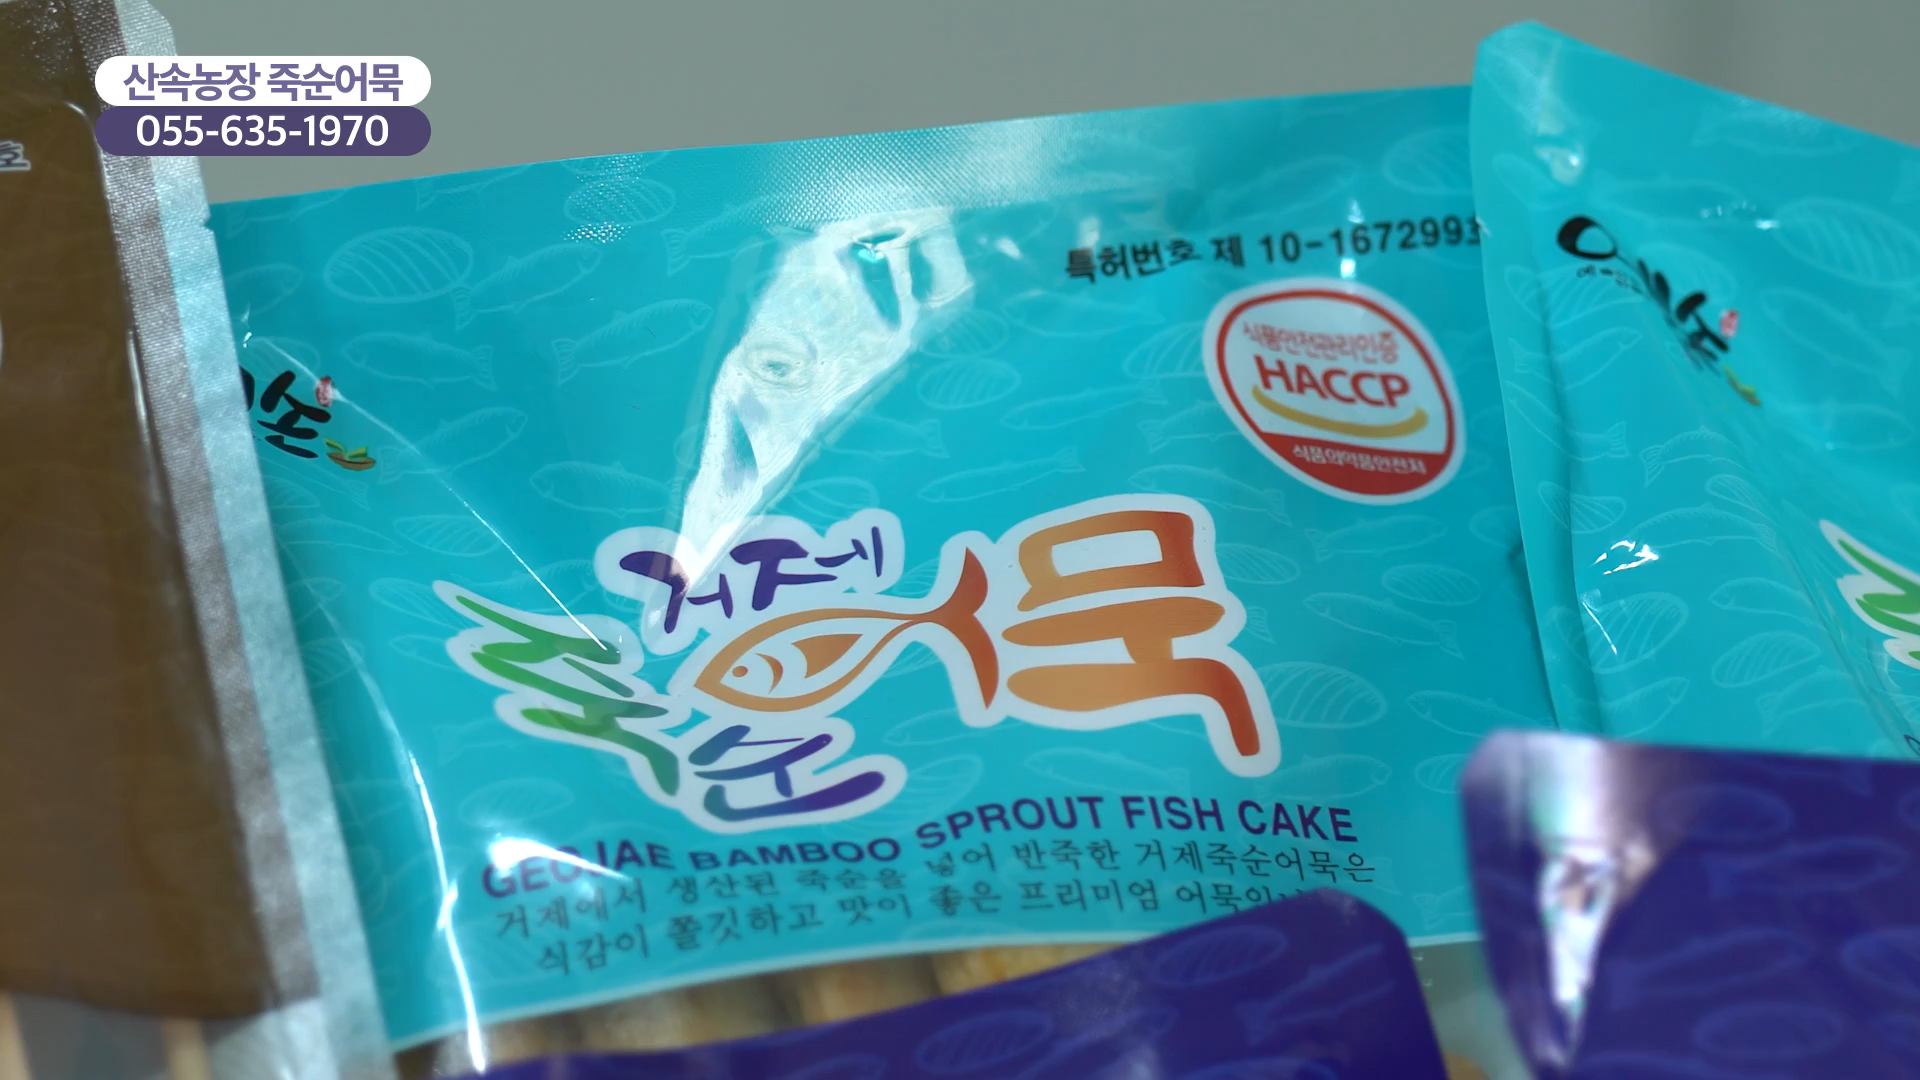 산속농장 죽순어묵
055-635-1970
특허번호 제 10-1672993
식품안전관리인증
HACCP
식품의약품안전처
거제
죽순
어묵
GEOJAE BAMBOO SPROUT FISH CAKE
거제에서 생산된 죽순을 넣어 반죽한 거제죽순어묵은
식감이 쫄깃하고 맛이 좋은 프리미엄